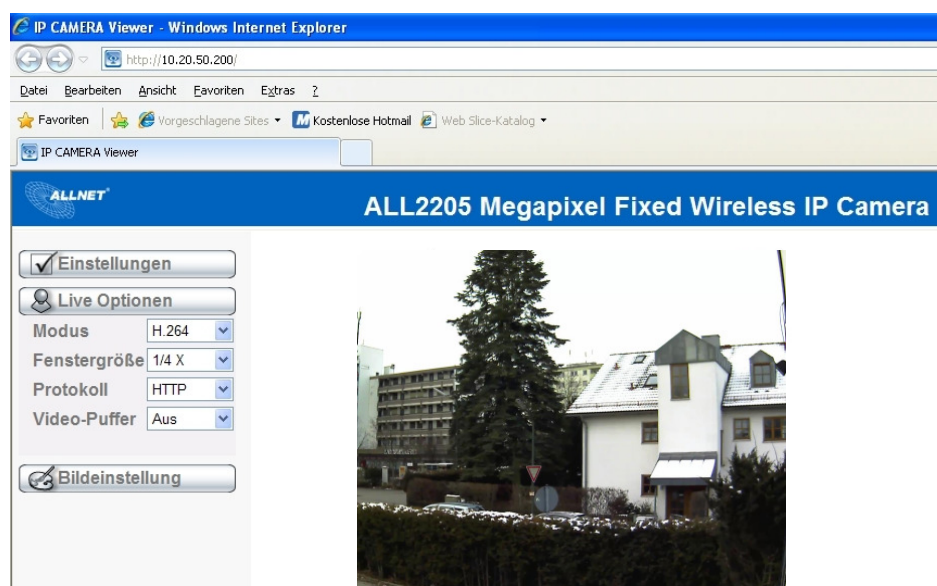 IP CAMERA Viewer - Windows Internet Explorer
http://10.20.50.200/
Datei Bearbeiten Ansicht Favoriten Extras ?
Favoriten Vorgeschlagene Sites Kostenlose Hotmail Web Slice-Katalog
IP CAMERA Viewer
ALLNET
ALL2205 Megapixel Fixed Wireless IP Camera
Einstellungen
Live Optionen
Modus H.264
Fenstergröße 1/4 X
Protokoll HTTP
Video-Puffer Aus
Bildeinstellung